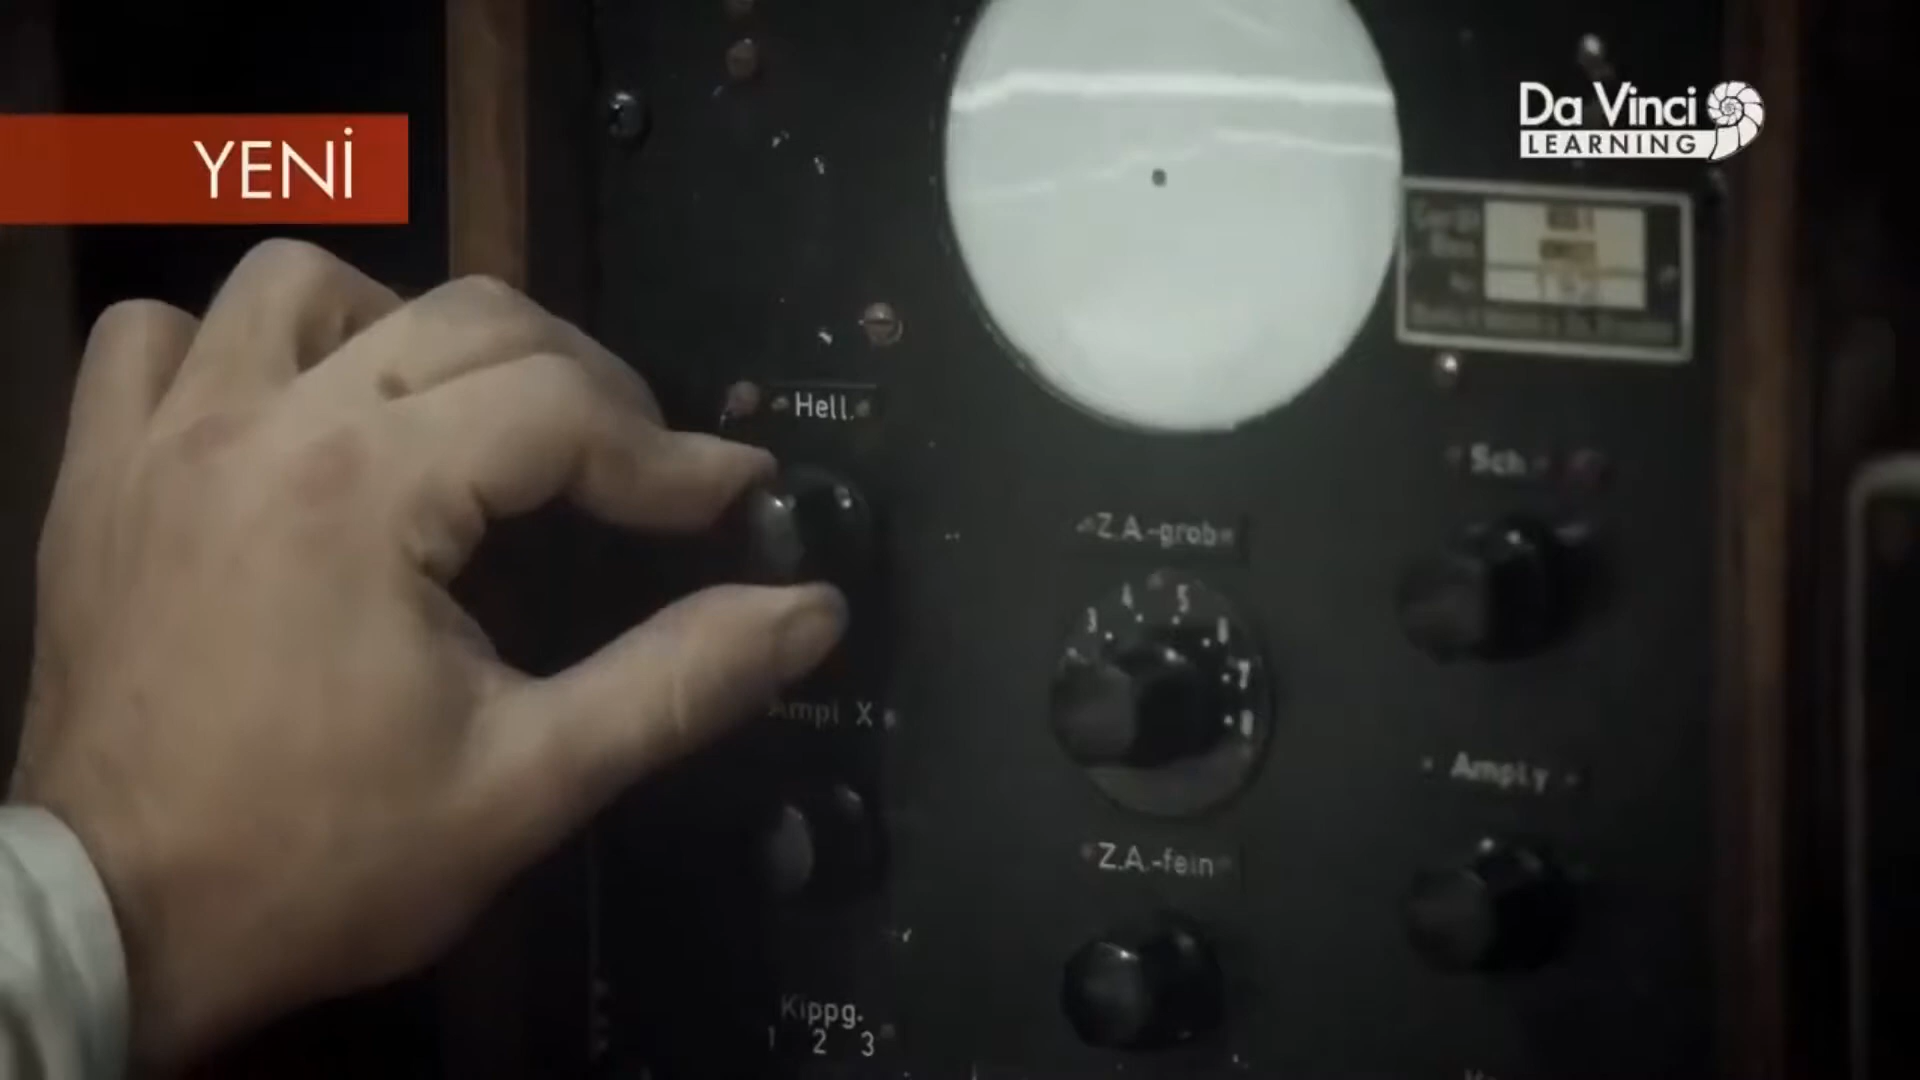 YENİ
Da Vinci
LEARNING
Hell.
Sch
Z.A.-grob
3 4 5 6 7 8
Ampl X
Ampl y
Z.A.-fein
Kippg.
1 2 3